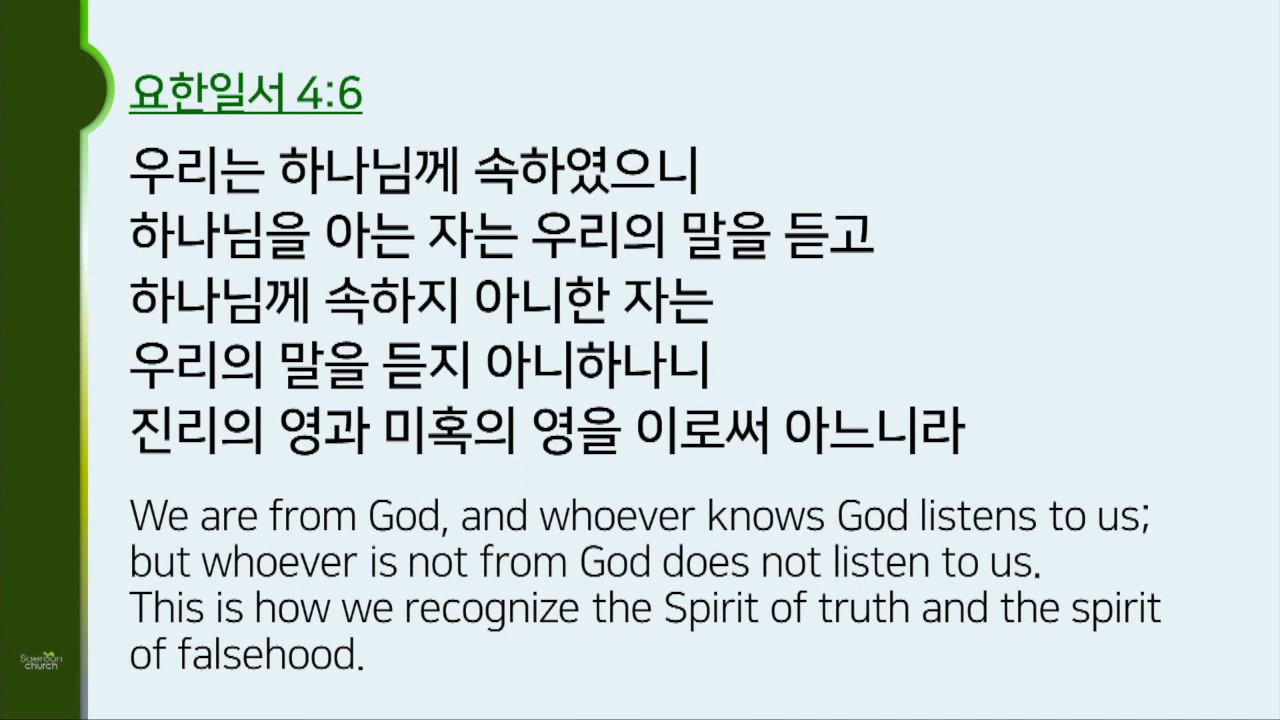 요한일서 4:6
우리는 하나님께 속하였으니
하나님을 아는 자는 우리의 말을 듣고
하나님께 속하지 아니한 자는
우리의 말을 듣지 아니하나니
진리의 영과 미혹의 영을 이로써 아느니라
We are from God, and whoever knows God listens to us;
but whoever is not from God does not listen to us.
This is how we recognize the Spirit of truth and the spirit
of falsehood.
church